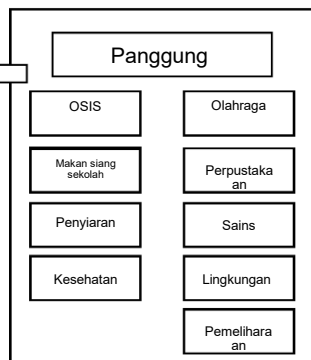 Panggung
OSIS
Olahraga
Makan siang
sekolah
Perpustaka
an
Penyiaran
Sains
Kesehatan
Lingkungan
Pemelihara
an